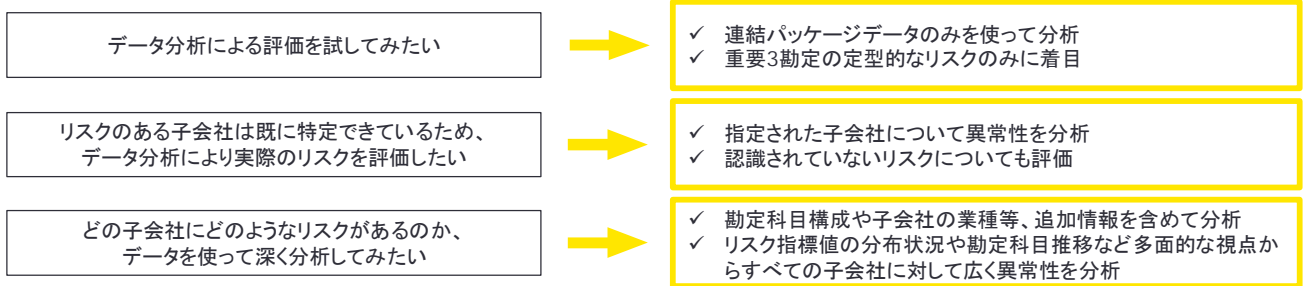 データ分析による評価を試してみたい
✓ 連結パッケージデータのみを使って分析
✓ 重要3勘定の定型的なリスクのみに着目
リスクのある子会社は既に特定できているため、
データ分析により実際のリスクを評価したい
✓ 指定された子会社について異常性を分析
✓ 認識されていないリスクについても評価
どの子会社にどのようなリスクがあるのか、
データを使って深く分析してみたい
✓ 勘定科目構成や子会社の業種等、追加情報を含めて分析
✓ リスク指標値の分布状況や勘定科目推移など多面的な視点か
らすべての子会社に対して広く異常性を分析